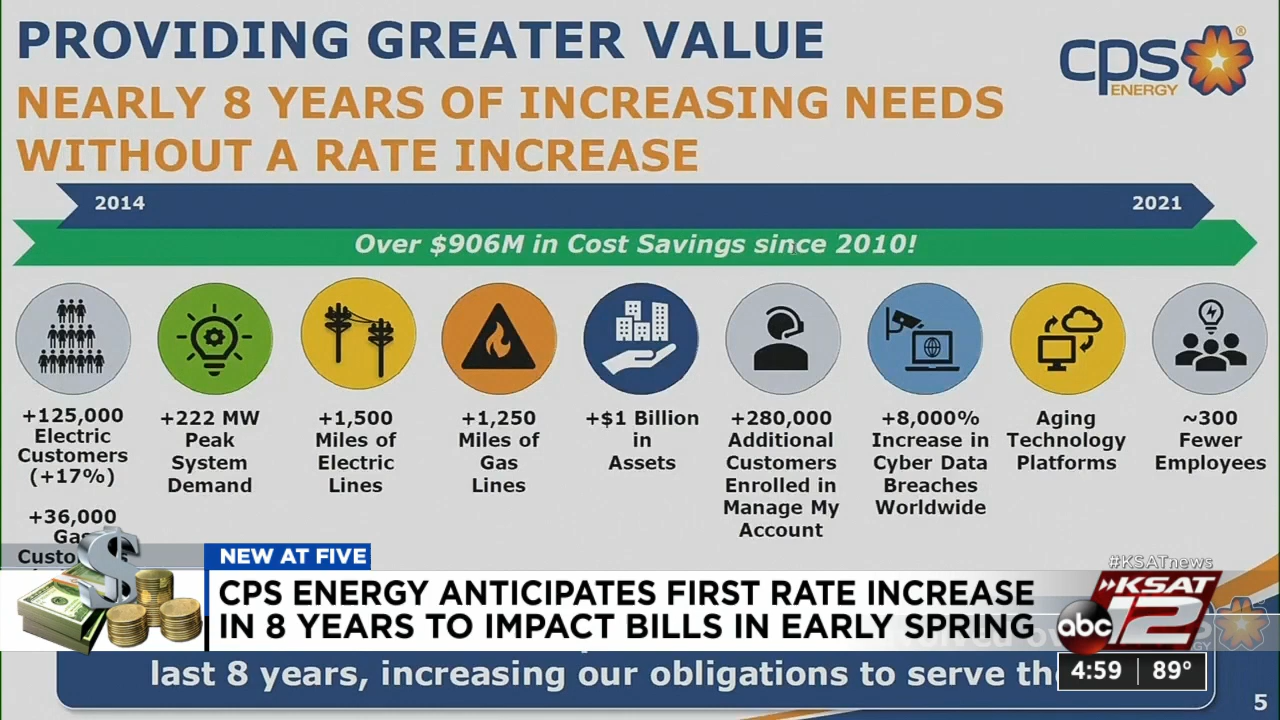 PROVIDING GREATER VALUE
cps
ENERGY
®
NEARLY 8 YEARS OF INCREASING NEEDS
WITHOUT A RATE INCREASE
2014
2021
Over $906M in Cost Savings since 2010!
+125,000
Electric
Customers
(+17%)
+36,000
+222 MW
Peak
System
Demand
+1,500
Miles of
Electric
Lines
+1,250
Miles of
Gas
Lines
+$1 Billion
in
Assets
+280,000
Additional
Customers
Enrolled in
Manage My
Account
+8,000%
Increase in
Cyber Data
Breaches
Worldwide
Aging
Technology
Platforms
~300
Fewer
Employees
NEW AT FIVE
CPS ENERGY ANTICIPATES FIRST RATE INCREASE
IN 8 YEARS TO IMPACT BILLS IN EARLY SPRING
#KSATnews
KSAT
12
abc
4:59 89°
last 8 years, increasing our obligations to serve
5